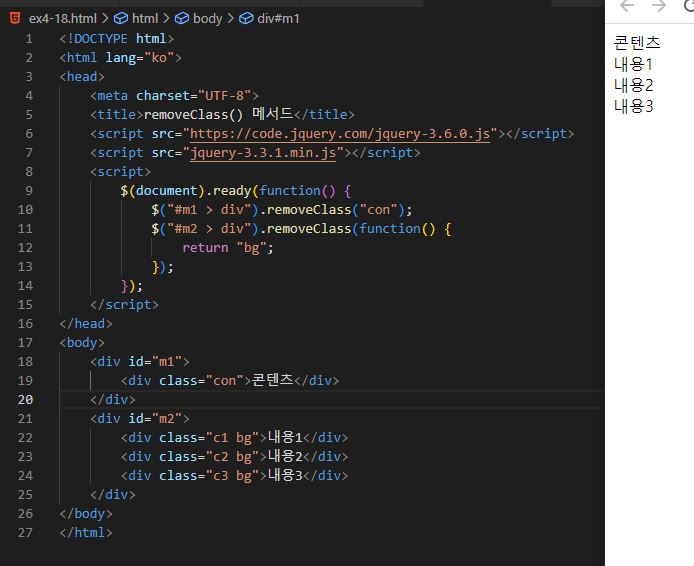 ex4-18.html > html > body > div#m1
1 <!DOCTYPE html>
2 <html lang="ko">
3 <head>
4 <meta charset="UTF-8">
5 <title>removeClass() 메서드</title>
6 <script src="https://code.jquery.com/jquery-3.6.0.js"></script>
7 <script src="jquery-3.3.1.min.js"></script>
8 <script>
9 $(document).ready(function() {
10 $("#m1 > div").removeClass("con");
11 $("#m2 > div").removeClass(function() {
12 return "bg";
13 });
14 });
15 </script>
16 </head>
17 <body>
18 <div id="m1">
19 <div class="con">콘텐츠</div>
20 </div>
21 <div id="m2">
22 <div class="c1 bg">내용1</div>
23 <div class="c2 bg">내용2</div>
24 <div class="c3 bg">내용3</div>
25 </div>
26 </body>
27 </html>
콘텐츠
내용1
내용2
내용3